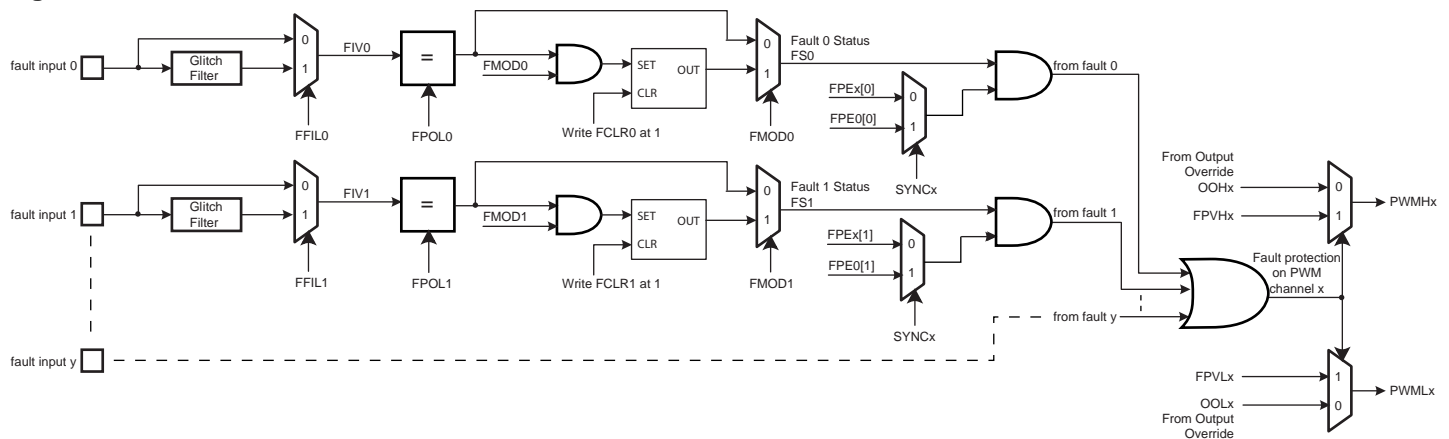 fault input 0
Glitch
Filter
0
1
FFIL0
FIV0
=
FPOL0
FMOD0
SET
OUT
CLR
Write FCLR0 at 1
0
1
FMOD0
Fault 0 Status
FS0
FPEx[0]
FPE0[0]
0
1
SYNCx
from fault 0
fault input 1
Glitch
Filter
0
1
FFIL1
FIV1
=
FPOL1
FMOD1
SET
OUT
CLR
Write FCLR1 at 1
0
1
FMOD1
Fault 1 Status
FS1
FPEx[1]
FPE0[1]
0
1
SYNCx
from fault 1
fault input y
from fault y
From Output
Override
OOHx
FPVHx
0
1
PWMHx
Fault protection
on PWM
channel x
FPVLx
OOLx
From Output
Override
1
0
PWMLx